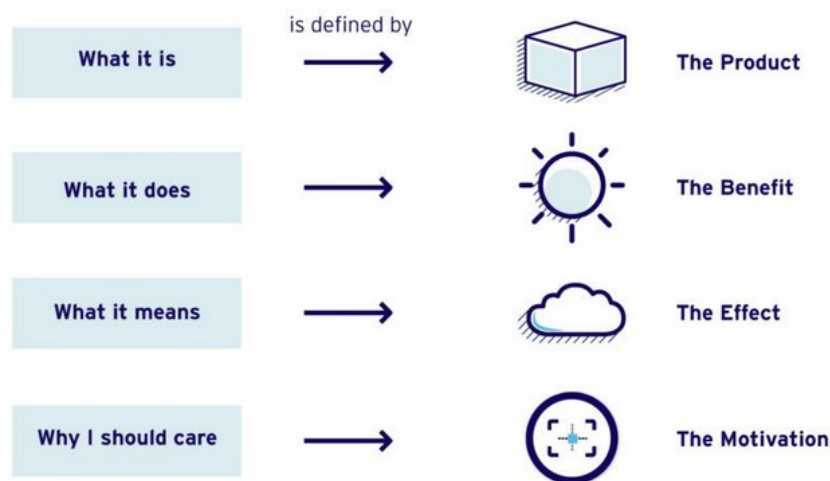 is defined by
What it is
The Product
What it does
The Benefit
What it means
The Effect
Why I should care
The Motivation